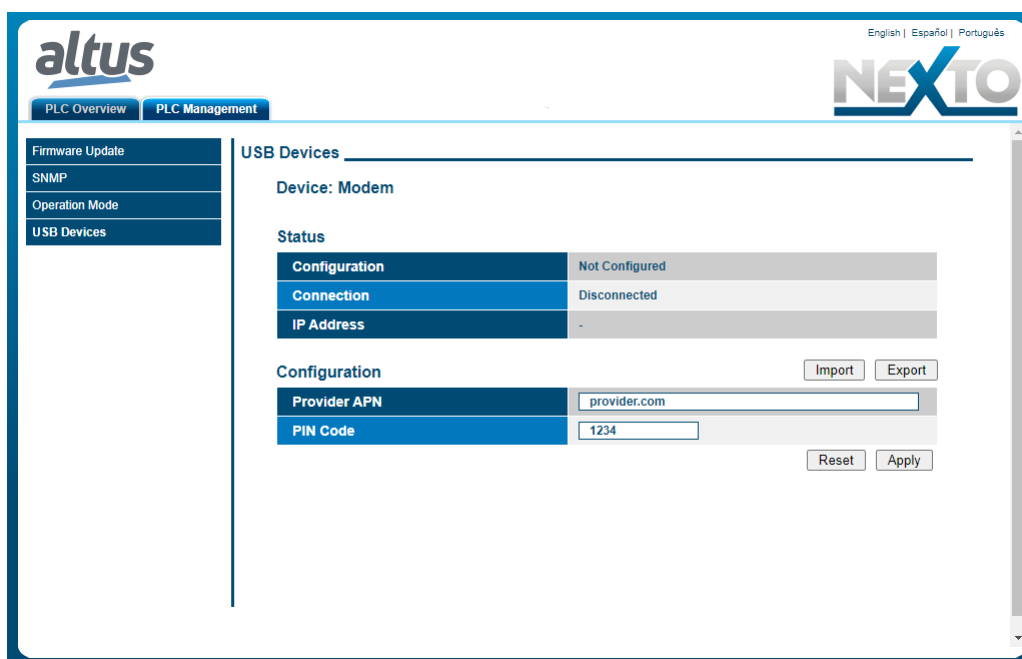 altus
English | Español | Português
NEXTO
PLC Overview PLC Management
Firmware Update
SNMP
Operation Mode
USB Devices
USB Devices
Device: Modem
Status
Configuration Not Configured
Connection Disconnected
IP Address -
Configuration Import Export
Provider APN provider.com
PIN Code 1234
Reset Apply